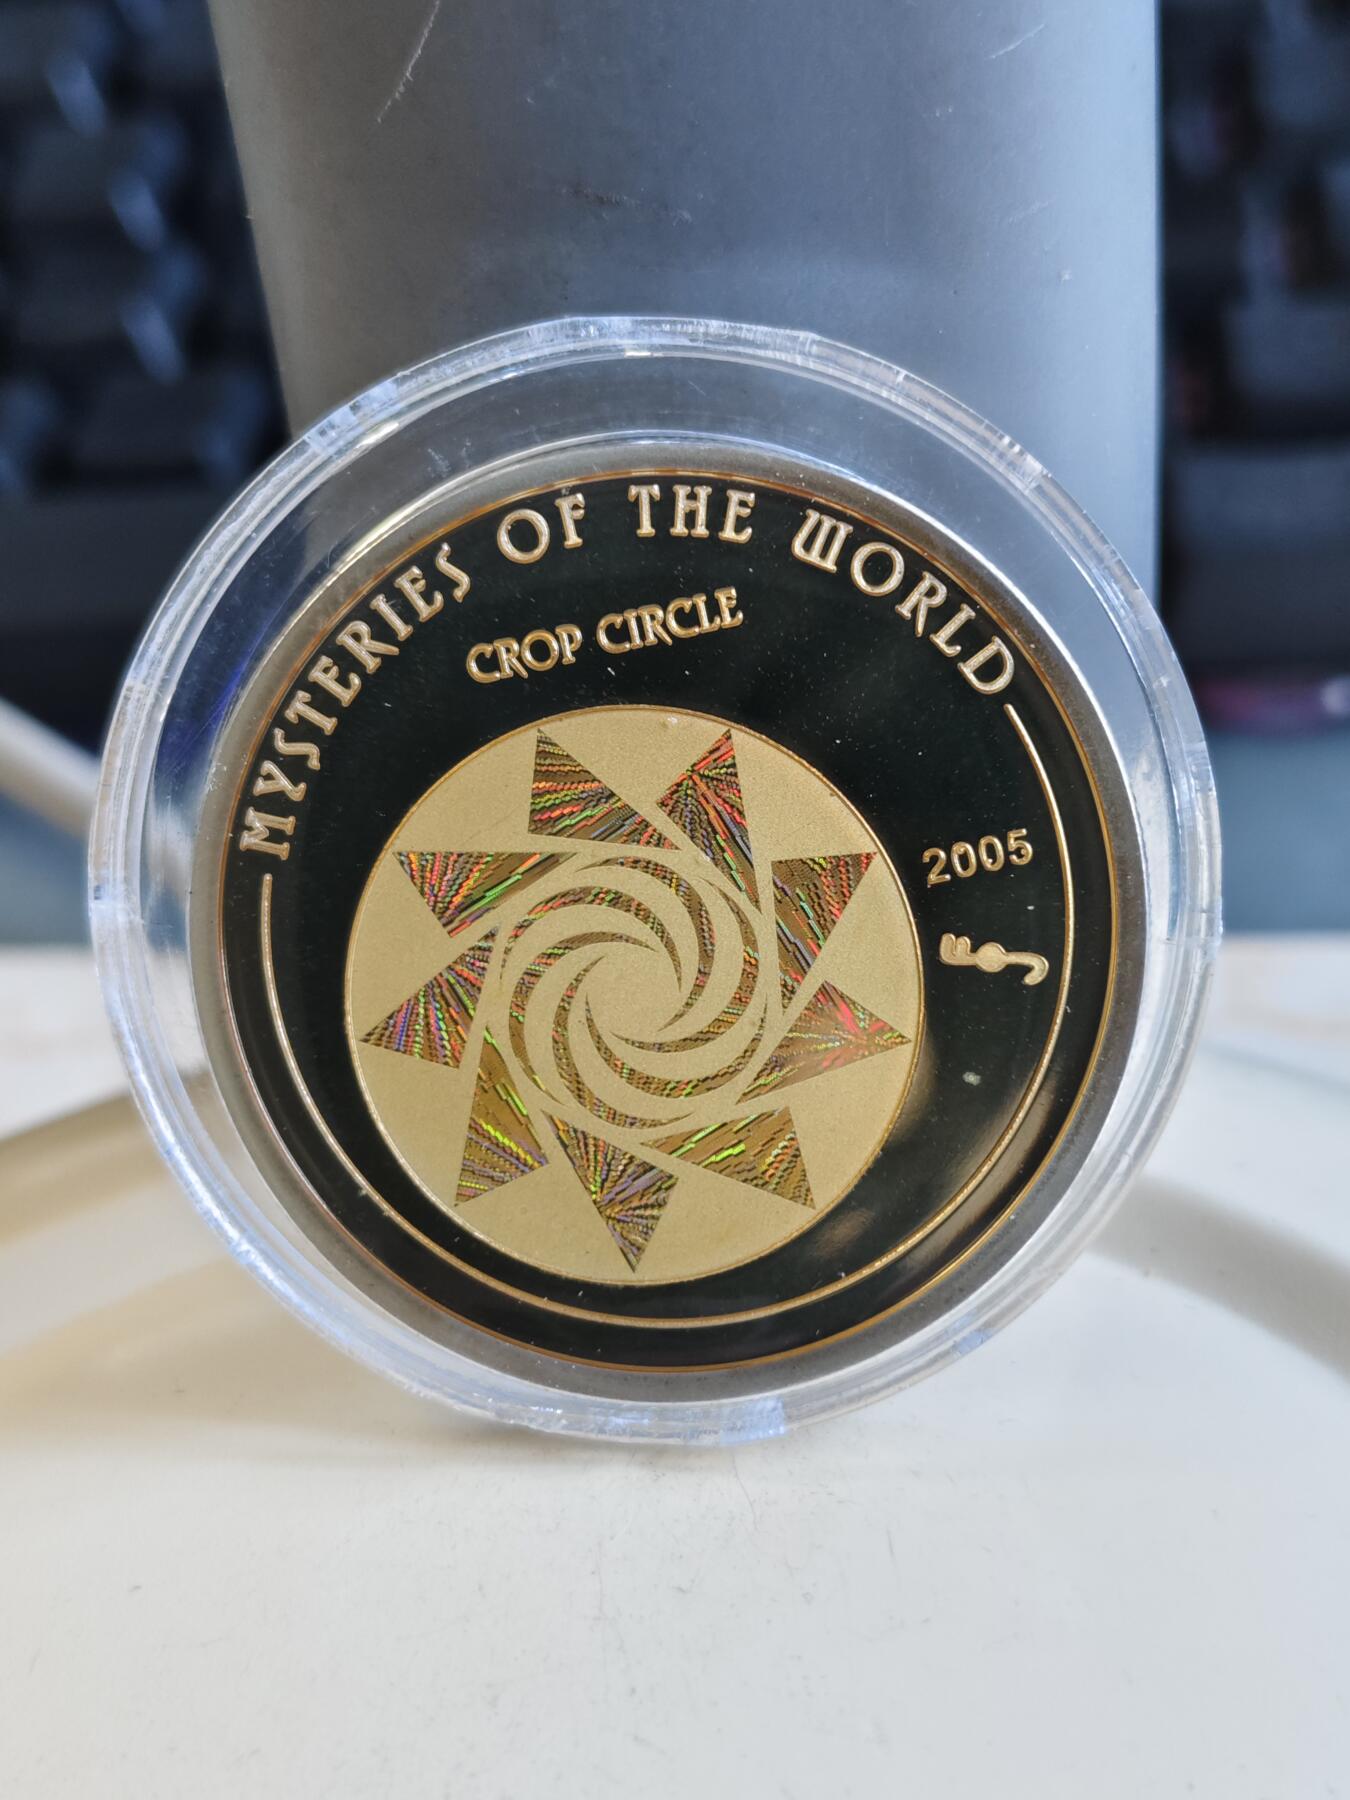 MYSTERIES OF THE WORLD
CROP CIRCLE
2005